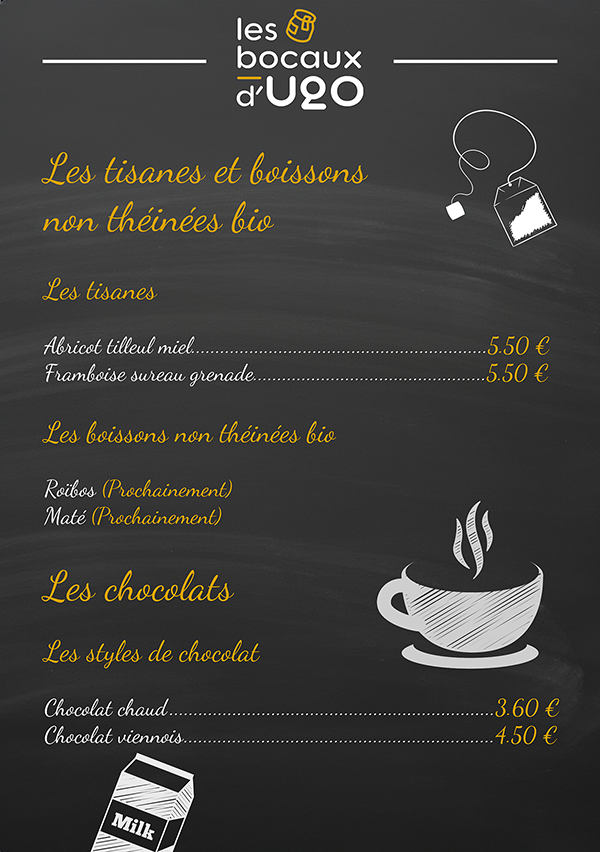 les
bocaux
d'Ugo
Les tisanes et boissons
non théinées bio
Les tisanes
Abricot tilleul miel..................................................5.50 €
Framboise sureau grenade........................................5.50 €
Les boissons non théinées bio
Roïbos (Prochainement)
Maté (Prochainement)
Les chocolats
Les styles de chocolat
Chocolat chaud........................................................3.60 €
Chocolat viennois.....................................................4.50 €
Milk